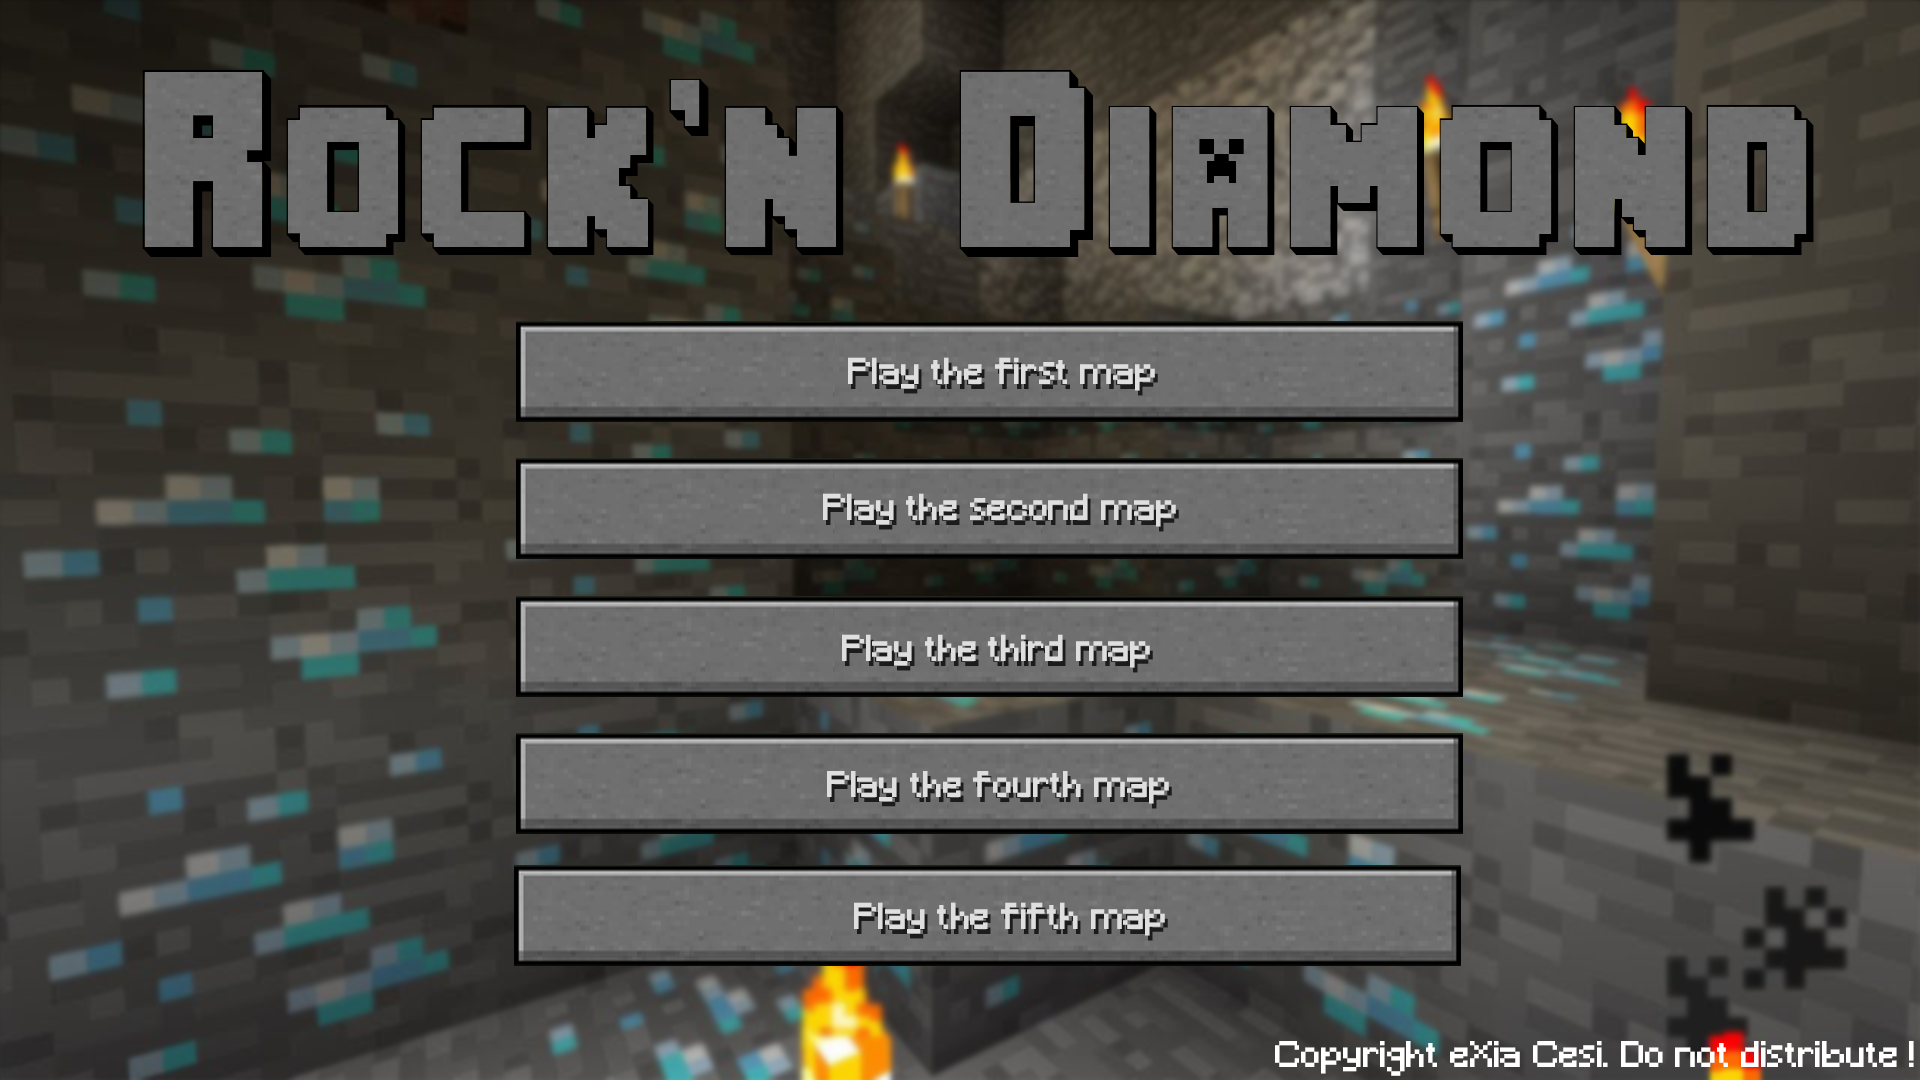 Rock'n Diamond
Play the first map
Play the second map
Play the third map
Play the fourth map
Play the fifth map
Copyright eXia Cesi. Do not distribute !